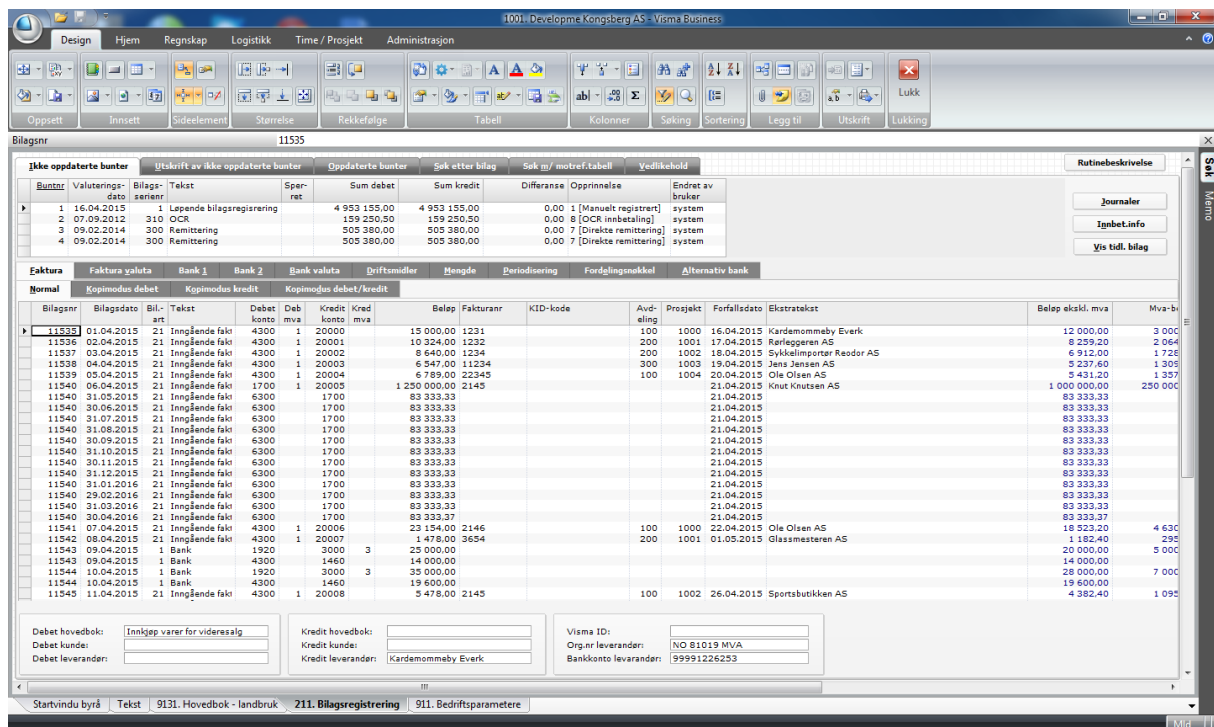 1001. Developme Kongsberg AS - Visma Business
Design Hjem Regnskap Logistikk Time / Prosjekt Administrasjon
Lukk
Oppsett Innsett Sideelement Størrelse Rekkefølge Tabell Kolonner Søking Sortering Legg til Utskrift Lukking
Bilagsnr 11535
Ikke oppdaterte bunter Utskrift av ikke oppdaterte bunter Oppdaterte bunter Søk etter bilag Søk m/ motref.tabell Vedlikehold Rutinebeskrivelse
Søk
Memo
Buntnr Valuterings- Bilags- Tekst Sper- Sum debet Sum kredit Differanse Opprinnelse Endret av
dato serienr ret bruker
1 16.04.2015 1 Løpende bilagsregisrering 4 953 155,00 4 953 155,00 0,00 1 [Manuelt registrert] system
2 07.09.2012 310 OCR 159 250,50 159 250,50 0,00 8 [OCR innbetaling] system
3 09.02.2014 300 Remittering 505 380,00 505 380,00 0,00 7 [Direkte remittering] system
4 09.02.2014 300 Remittering 505 380,00 505 380,00 0,00 7 [Direkte remittering] system
Journaler
Innbet.info
Vis tidl. bilag
Faktura Faktura valuta Bank 1 Bank 2 Bank valuta Driftsmidler Mengde Periodisering Fordelingsnøkkel Alternativ bank
Normal Kopimodus debet Kopimodus kredit Kopimodus debet/kredit
Bilagsnr Bilagsdato Bil.- Tekst Debet Deb Kredit Kred Beløp Fakturanr KID-kode Avd- Prosjekt Forfallsdato Ekstratekst Beløp ekskl. mva Mva-b
art konto mva konto mva eling
11535 01.04.2015 21 Inngående fakt 4300 1 20000 15 000,00 1231 100 1000 16.04.2015 Kardemommeby Everk 12 000,00 3 000
11536 02.04.2015 21 Inngående fakt 4300 1 20001 10 324,00 1232 200 1001 17.04.2015 Rørleggeren AS 8 259,20 2 064
11537 03.04.2015 21 Inngående fakt 4300 1 20002 8 640,00 1234 200 1002 18.04.2015 Sykkelimportør Reodor AS 6 912,00 1 728
11538 04.04.2015 21 Inngående fakt 4300 1 20003 6 547,00 11234 300 1003 19.04.2015 Jens Jensen AS 5 237,60 1 309
11539 05.04.2015 21 Inngående fakt 4300 1 20004 6 789,00 22345 100 1004 20.04.2015 Ole Olsen AS 5 431,20 1 357
11540 06.04.2015 21 Inngående fakt 1700 1 20005 1 250 000,00 2145 21.04.2015 Knut Knutsen AS 1 000 000,00 250 000
11540 31.05.2015 21 Inngående fakt 6300 1700 83 333,33 21.04.2015 83 333,33
11540 30.06.2015 21 Inngående fakt 6300 1700 83 333,33 21.04.2015 83 333,33
11540 31.07.2015 21 Inngående fakt 6300 1700 83 333,33 21.04.2015 83 333,33
11540 31.08.2015 21 Inngående fakt 6300 1700 83 333,33 21.04.2015 83 333,33
11540 30.09.2015 21 Inngående fakt 6300 1700 83 333,33 21.04.2015 83 333,33
11540 31.10.2015 21 Inngående fakt 6300 1700 83 333,33 21.04.2015 83 333,33
11540 30.11.2015 21 Inngående fakt 6300 1700 83 333,33 21.04.2015 83 333,33
11540 31.12.2015 21 Inngående fakt 6300 1700 83 333,33 21.04.2015 83 333,33
11540 31.01.2016 21 Inngående fakt 6300 1700 83 333,33 21.04.2015 83 333,33
11540 29.02.2016 21 Inngående fakt 6300 1700 83 333,33 21.04.2015 83 333,33
11540 31.03.2016 21 Inngående fakt 6300 1700 83 333,33 21.04.2015 83 333,33
11540 30.04.2016 21 Inngående fakt 6300 1700 83 333,37 21.04.2015 83 333,37
11541 07.04.2015 21 Inngående fakt 4300 1 20006 23 154,00 2146 100 1000 22.04.2015 Ole Olsen AS 18 523,20 4 630
11542 08.04.2015 21 Inngående fakt 4300 1 20007 1 478,00 3654 200 1001 01.05.2015 Glassmesteren AS 1 182,40 295
11543 09.04.2015 1 Bank 1920 3000 3 25 000,00 20 000,00 5 000
11543 09.04.2015 1 Bank 4300 1460 14 000,00 14 000,00
11544 10.04.2015 1 Bank 1920 3000 3 35 000,00 28 000,00 7 000
11544 10.04.2015 1 Bank 4300 1460 19 600,00 19 600,00
11545 11.04.2015 21 Inngående fakt 4300 1 20008 5 478,00 2145 100 1002 26.04.2015 Sportsbutikken AS 4 382,40 1 095
Debet hovedbok: Innkjøp varer for videresalg Kredit hovedbok: Visma ID:
Debet kunde: Kredit kunde: Org.nr leverandør: NO 81019 MVA
Debet leverandør: Kredit leverandør: Kardemommeby Everk Bankkonto levarandør: 99991226253
Startvindu byrå Tekst 9131. Hovedbok - landbruk 211. Bilagsregistrering 911. Bedriftsparametere
Mld